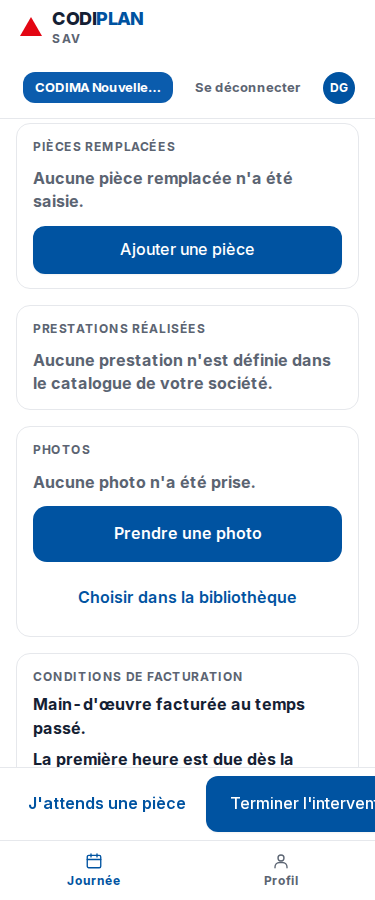 CODIPLAN
SAV
CODIMA Nouvelle...
Se déconnecter
DG
PIÈCES REMPLACÉES
Aucune pièce remplacée n'a été
saisie.
Ajouter une pièce
PRESTATIONS RÉALISÉES
Aucune prestation n'est définie dans
le catalogue de votre société.
PHOTOS
Aucune photo n'a été prise.
Prendre une photo
Choisir dans la bibliothèque
CONDITIONS DE FACTURATION
Main-d'œuvre facturée au temps
passé.
La première heure est due dès la
J'attends une pièce
Terminer l'interven
Journée
Profil